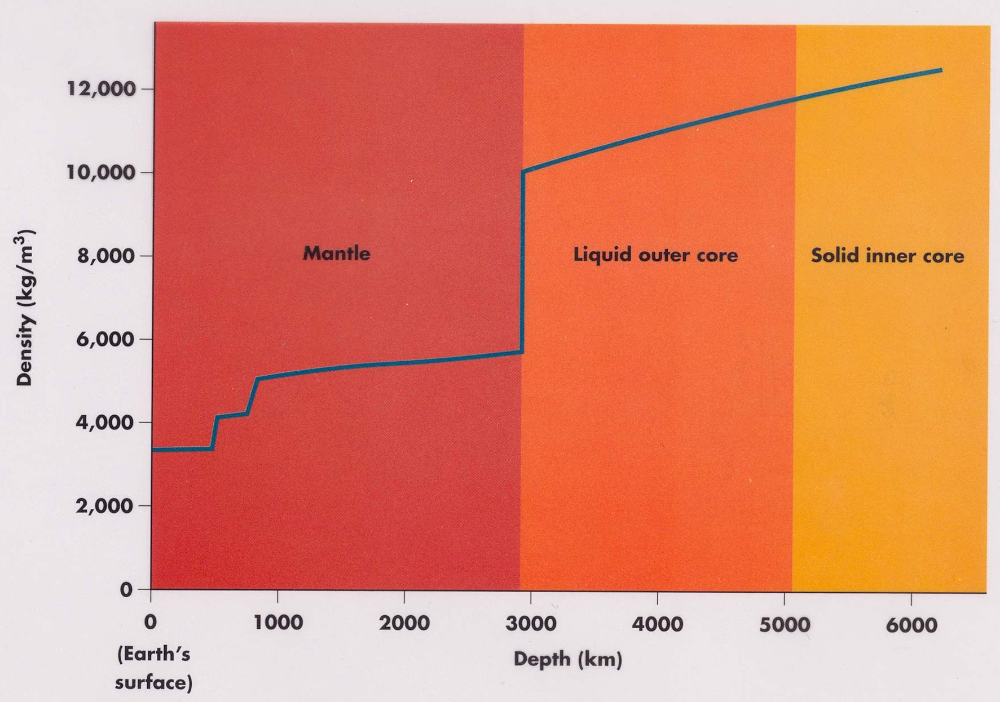 Density (kg/m³)
12,000
10,000
8,000
6,000
4,000
2,000
0
Mantle
Liquid outer core
Solid inner core
0 1000 2000 3000 4000 5000 6000
(Earth's
surface)
Depth (km)